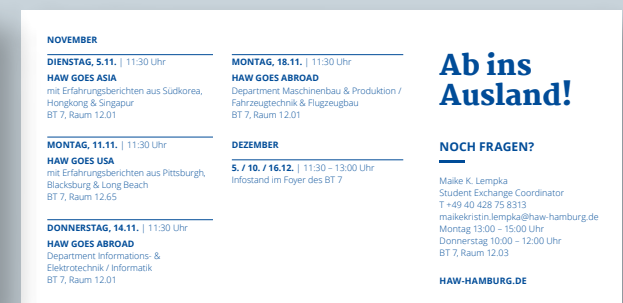 NOVEMBER
DIENSTAG, 5.11. | 11:30 Uhr
HAW GOES ASIA
mit Erfahrungsberichten aus Südkorea,
Hongkong & Singapur
BT 7, Raum 12.01
MONTAG, 11.11. | 11:30 Uhr
HAW GOES USA
mit Erfahrungsberichten aus Pittsburgh,
Blacksburg & Long Beach
BT 7, Raum 12.65
DONNERSTAG, 14.11. | 11:30 Uhr
HAW GOES ABROAD
Department Informations- &
Elektrotechnik / Informatik
BT 7, Raum 12.01
MONTAG, 18.11. | 11:30 Uhr
HAW GOES ABROAD
Department Maschinenbau & Produktion /
Fahrzeugtechnik & Flugzeugbau
BT 7, Raum 12.01
DEZEMBER
5. / 10. / 16.12. | 11:30 – 13:00 Uhr
Infostand im Foyer des BT 7
Ab ins
Ausland!
NOCH FRAGEN?
Maike K. Lempka
Student Exchange Coordinator
T +49 40 428 75 8313
maikekristin.lempka@haw-hamburg.de
Montag 13:00 – 15:00 Uhr
Donnerstag 10:00 – 12:00 Uhr
BT 7, Raum 12.03
HAW-HAMBURG.DE